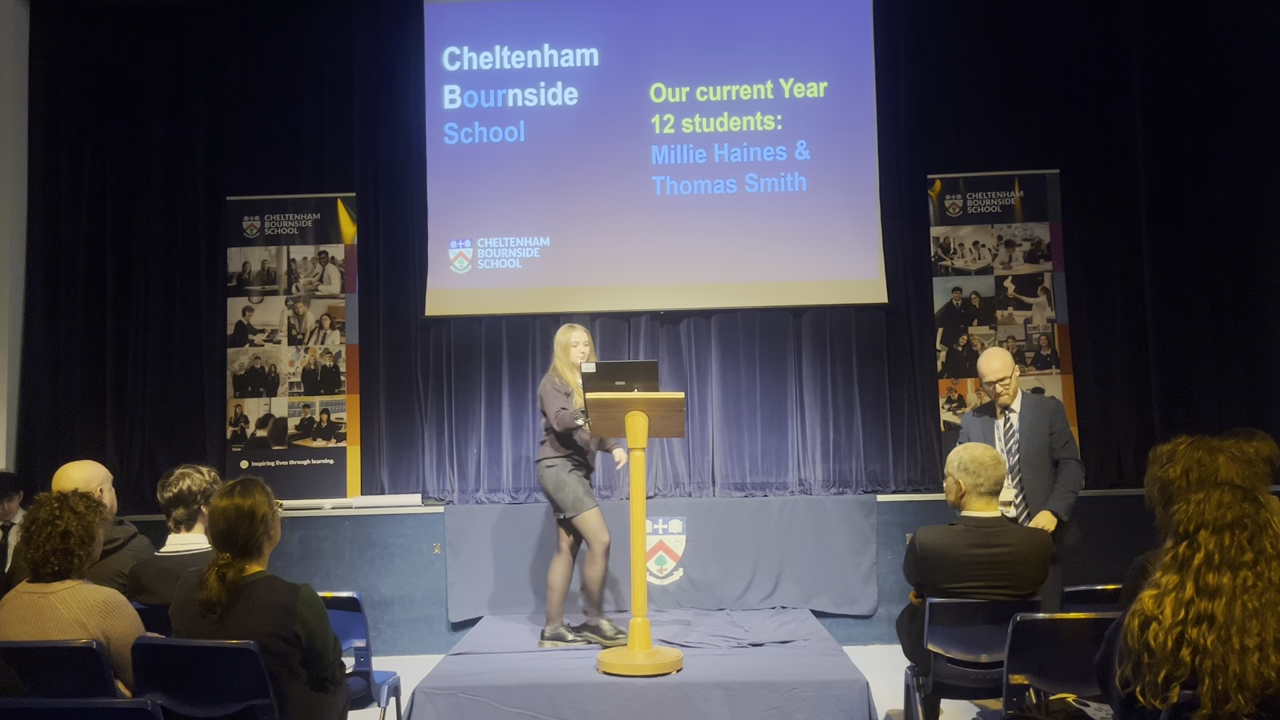 Cheltenham
Bournside
School
Our current Year
12 students:
Millie Haines &
Thomas Smith
CHELTENHAM
BOURNSIDE
SCHOOL
CHELTENHAM
BOURNSIDE
SCHOOL
Inspiring lives through learning.
CHELTENHAM
BOURNSIDE
SCHOOL